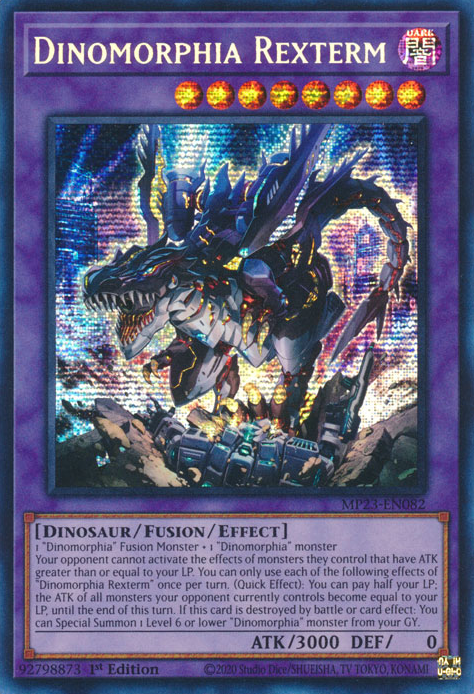 DINOMORPHIA REXTERM
DARK
闇
MP23-EN082
[DINOSAUR/FUSION/EFFECT]
1 "Dinomorphia" Fusion Monster + 1 "Dinomorphia" monster
Your opponent cannot activate the effects of monsters they control that have ATK
greater than or equal to your LP. You can only use each of the following effects of
"Dinomorphia Rexterm" once per turn. (Quick Effect): You can pay half your LP;
the ATK of all monsters your opponent currently controls become equal to your
LP, until the end of this turn. If this card is destroyed by battle or card effect: You
can Special Summon 1 Level 6 or lower "Dinomorphia" monster from your GY.
ATK/3000 DEF/ 0
92798873 1st Edition
©2020 Studio Dice/SHUEISHA, TV TOKYO, KONAMI